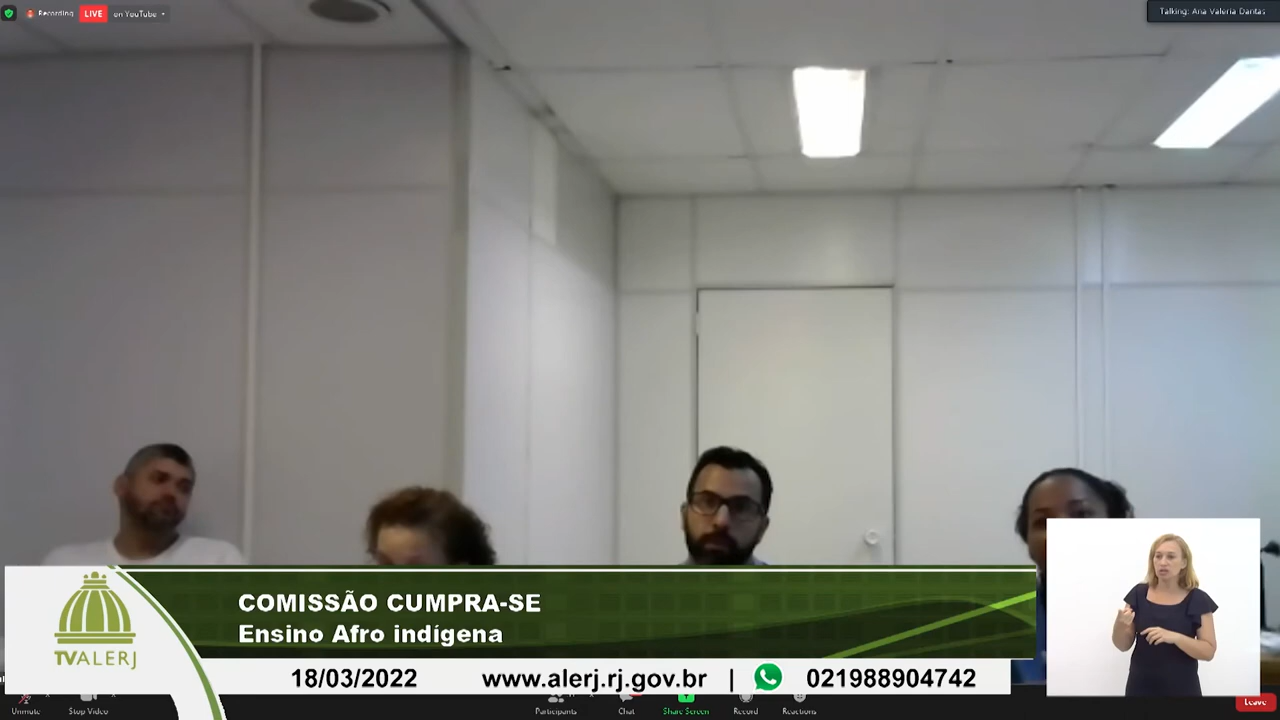 Recording
LIVE
on YouTube
Talking: Ana Valéria Dantas
COMISSÃO CUMPRA-SE
Ensino Afro indígena
TVALERJ
18/03/2022
www.alerj.rj.gov.br | 021988904742
Unmute
Stop Video
Participants
Chat
Share Screen
Record
Reactions
Leave